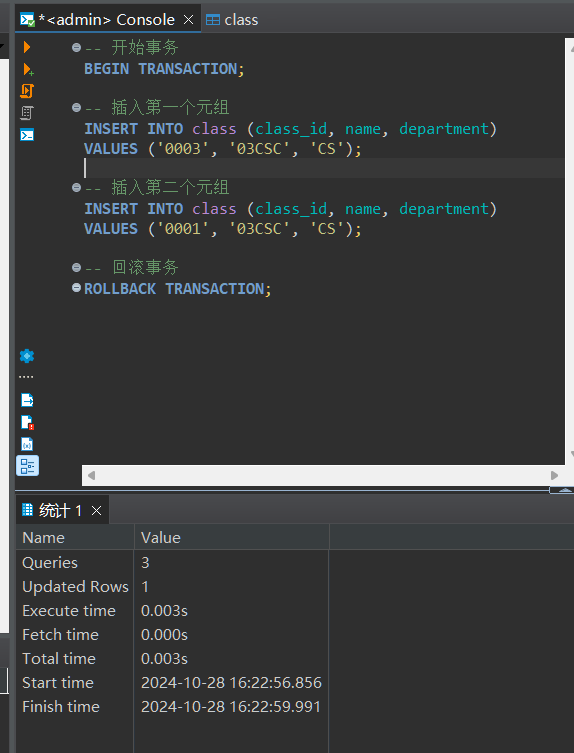 *<admin> Console
class
-- 开始事务
BEGIN TRANSACTION;
-- 插入第一个元组
INSERT INTO class (class_id, name, department)
VALUES ('0003', '03CSC', 'CS');
-- 插入第二个元组
INSERT INTO class (class_id, name, department)
VALUES ('0001', '03CSC', 'CS');
-- 回滚事务
ROLLBACK TRANSACTION;
统计 1
Name Value
Queries 3
Updated Rows 1
Execute time 0.003s
Fetch time 0.000s
Total time 0.003s
Start time 2024-10-28 16:22:56.856
Finish time 2024-10-28 16:22:59.991